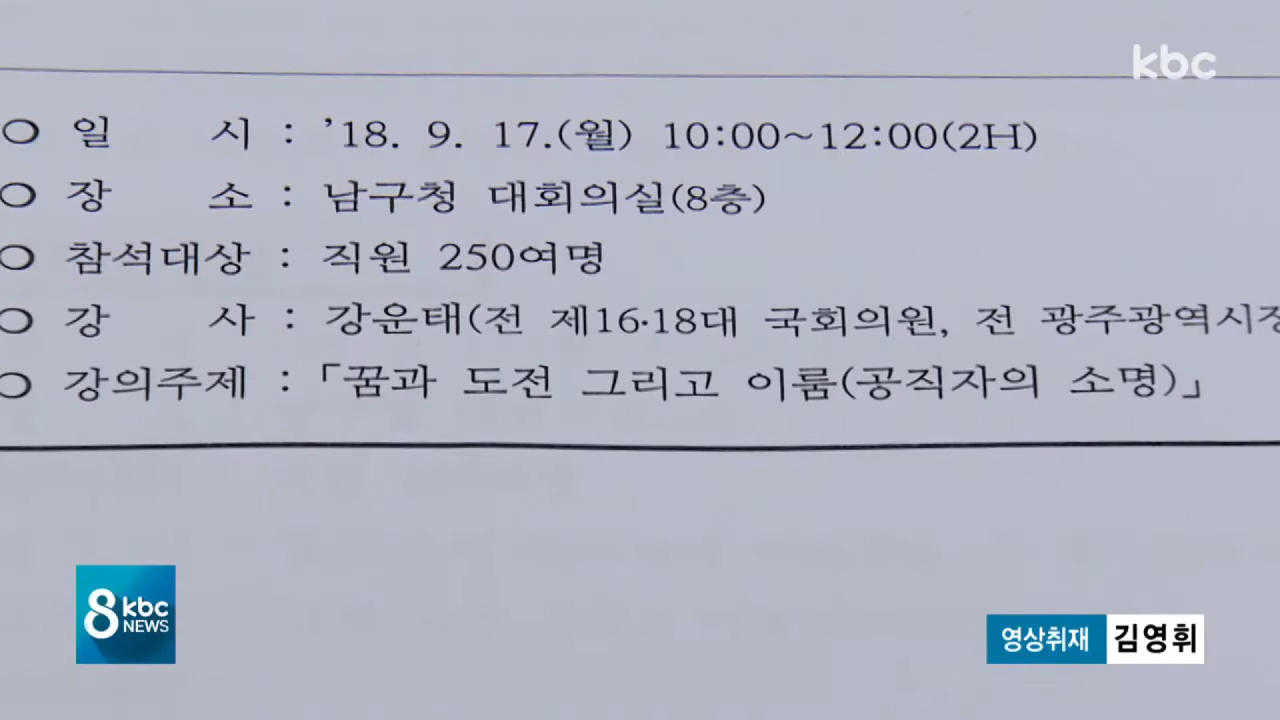 kbc
○ 일 시 : ’18. 9. 17.(월) 10:00~12:00(2H)
○ 장 소 : 남구청 대회의실(8층)
○ 참석대상 : 직원 250여명
○ 강 사 : 강운태(전 제16·18대 국회의원, 전 광주광역시장
○ 강의주제 : 「꿈과 도전 그리고 이룸(공직자의 소명)」
8 kbc NEWS
영상취재 김영휘